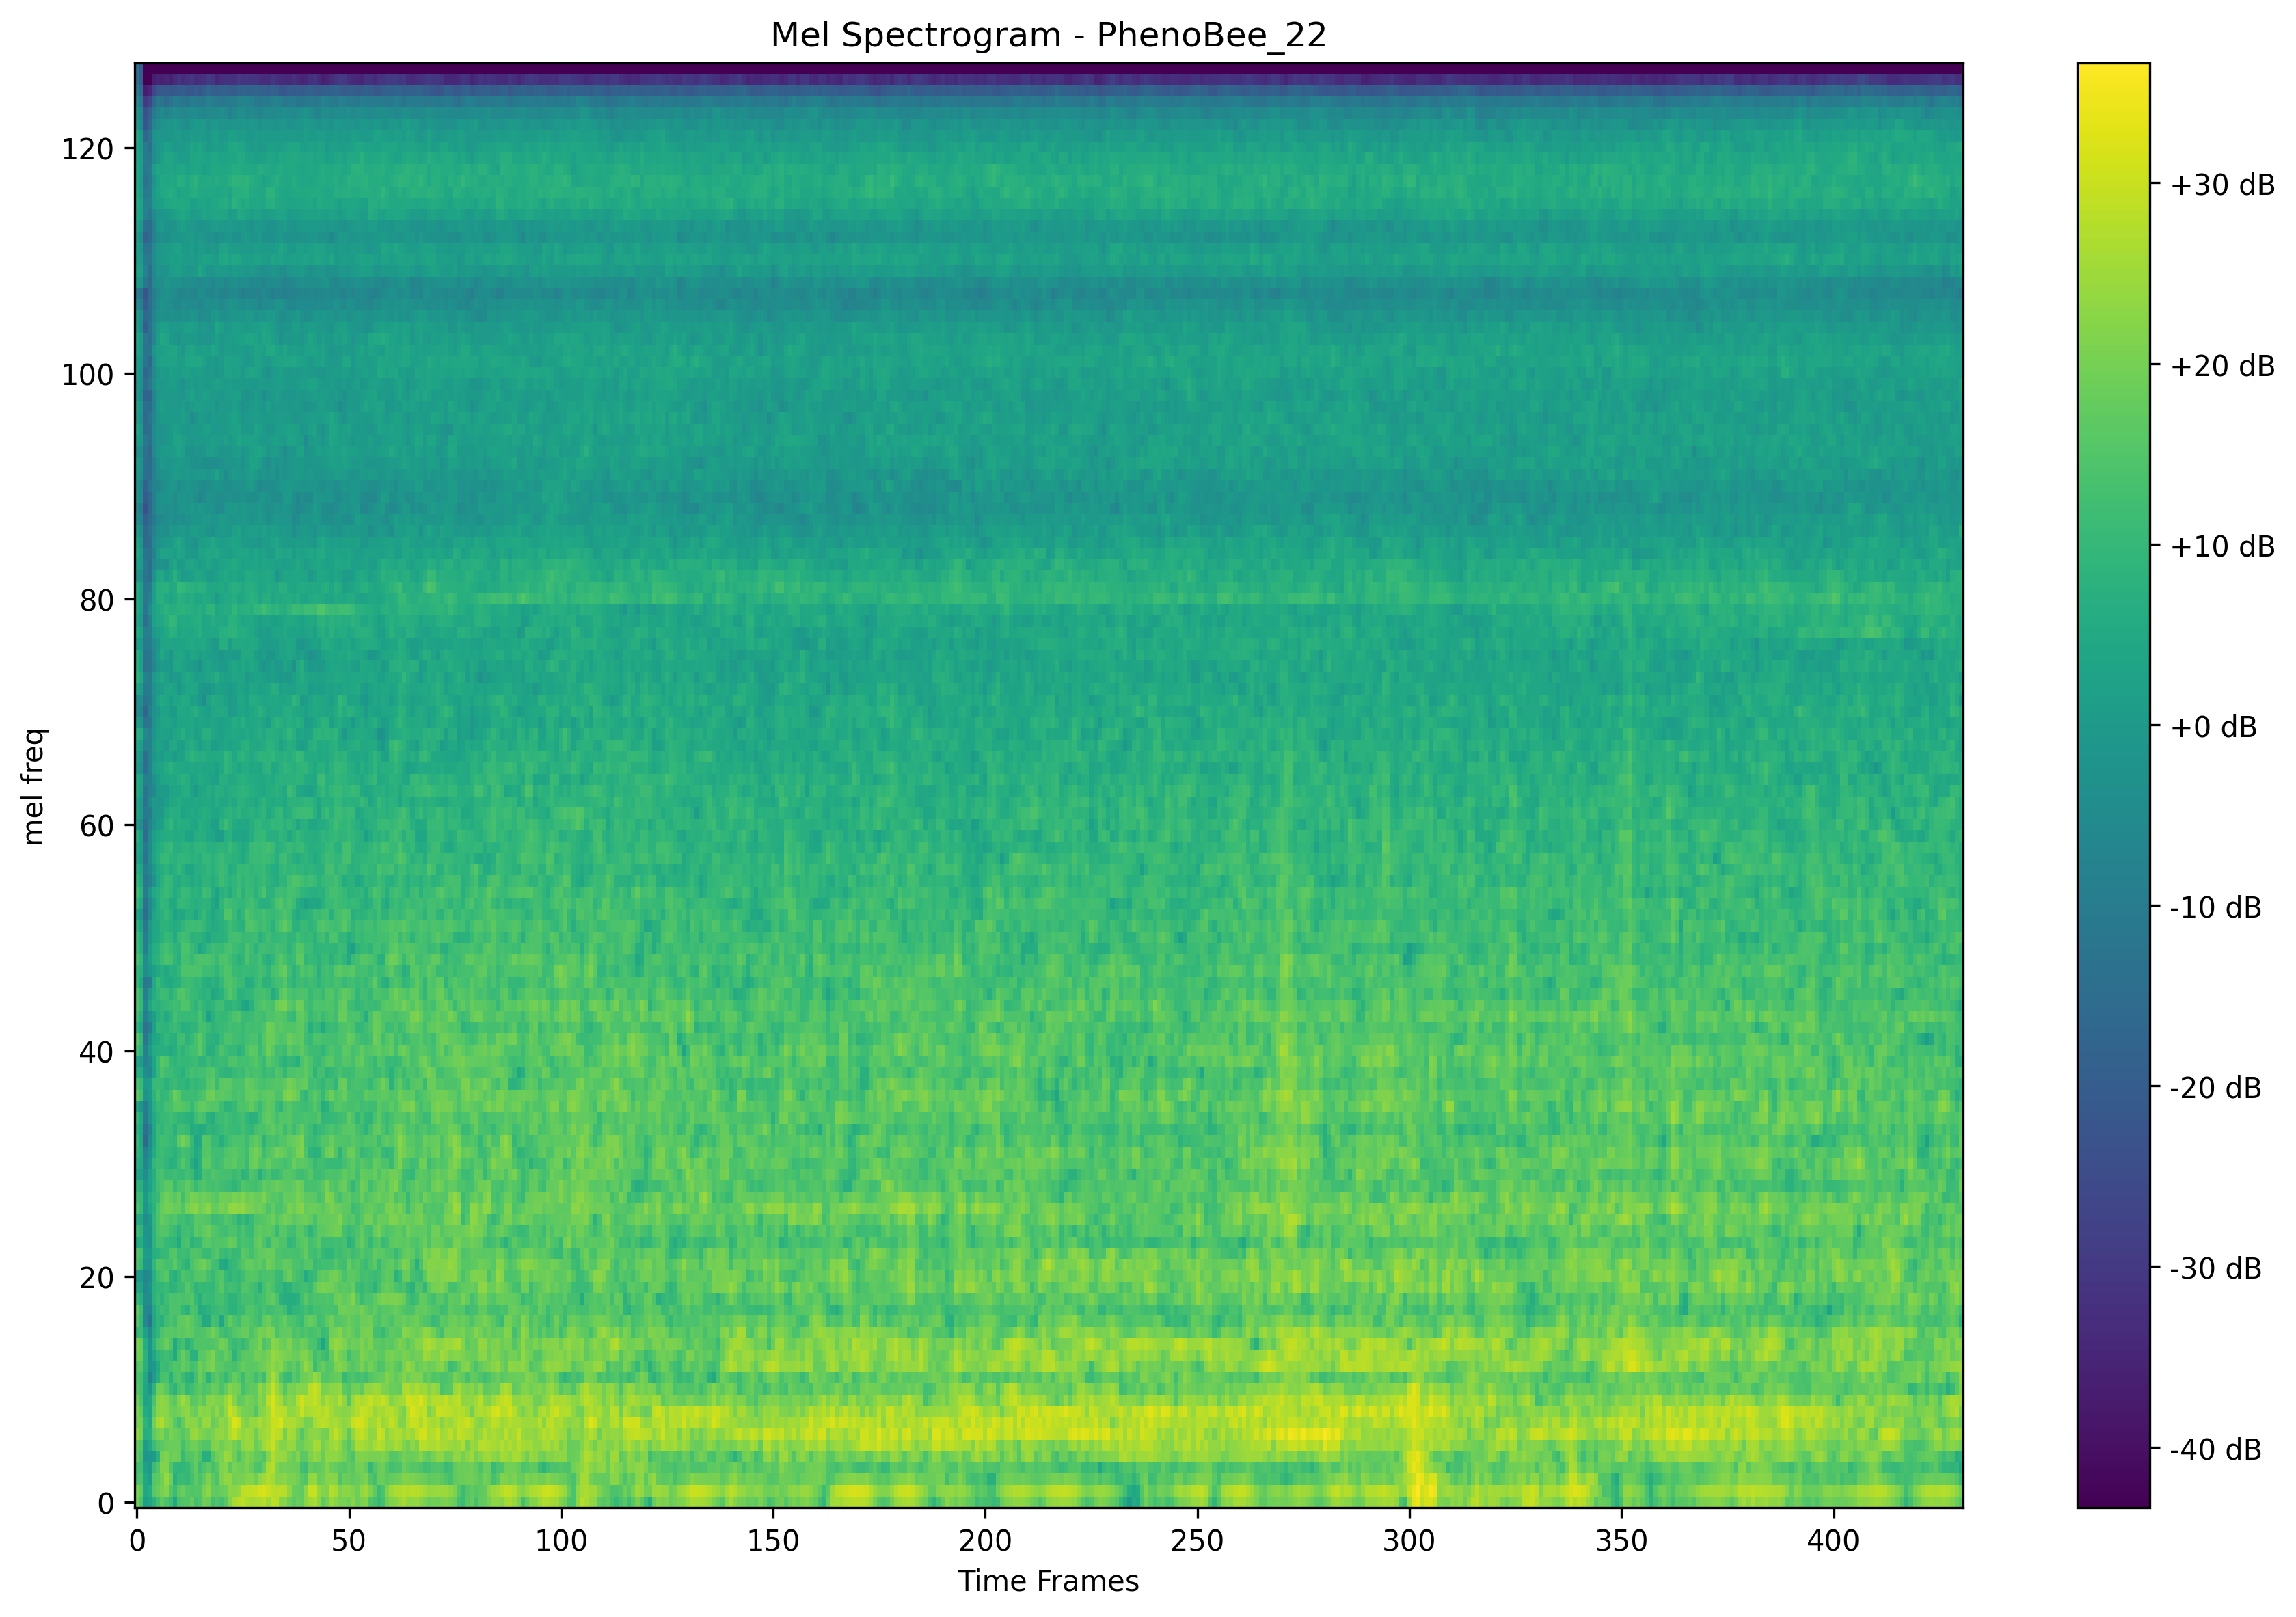 Mel Spectrogram - PhenoBee_22
mel freq
120
100
80
60
40
20
0
0 50 100 150 200 250 300 350 400
Time Frames
+30 dB
+20 dB
+10 dB
+0 dB
-10 dB
-20 dB
-30 dB
-40 dB